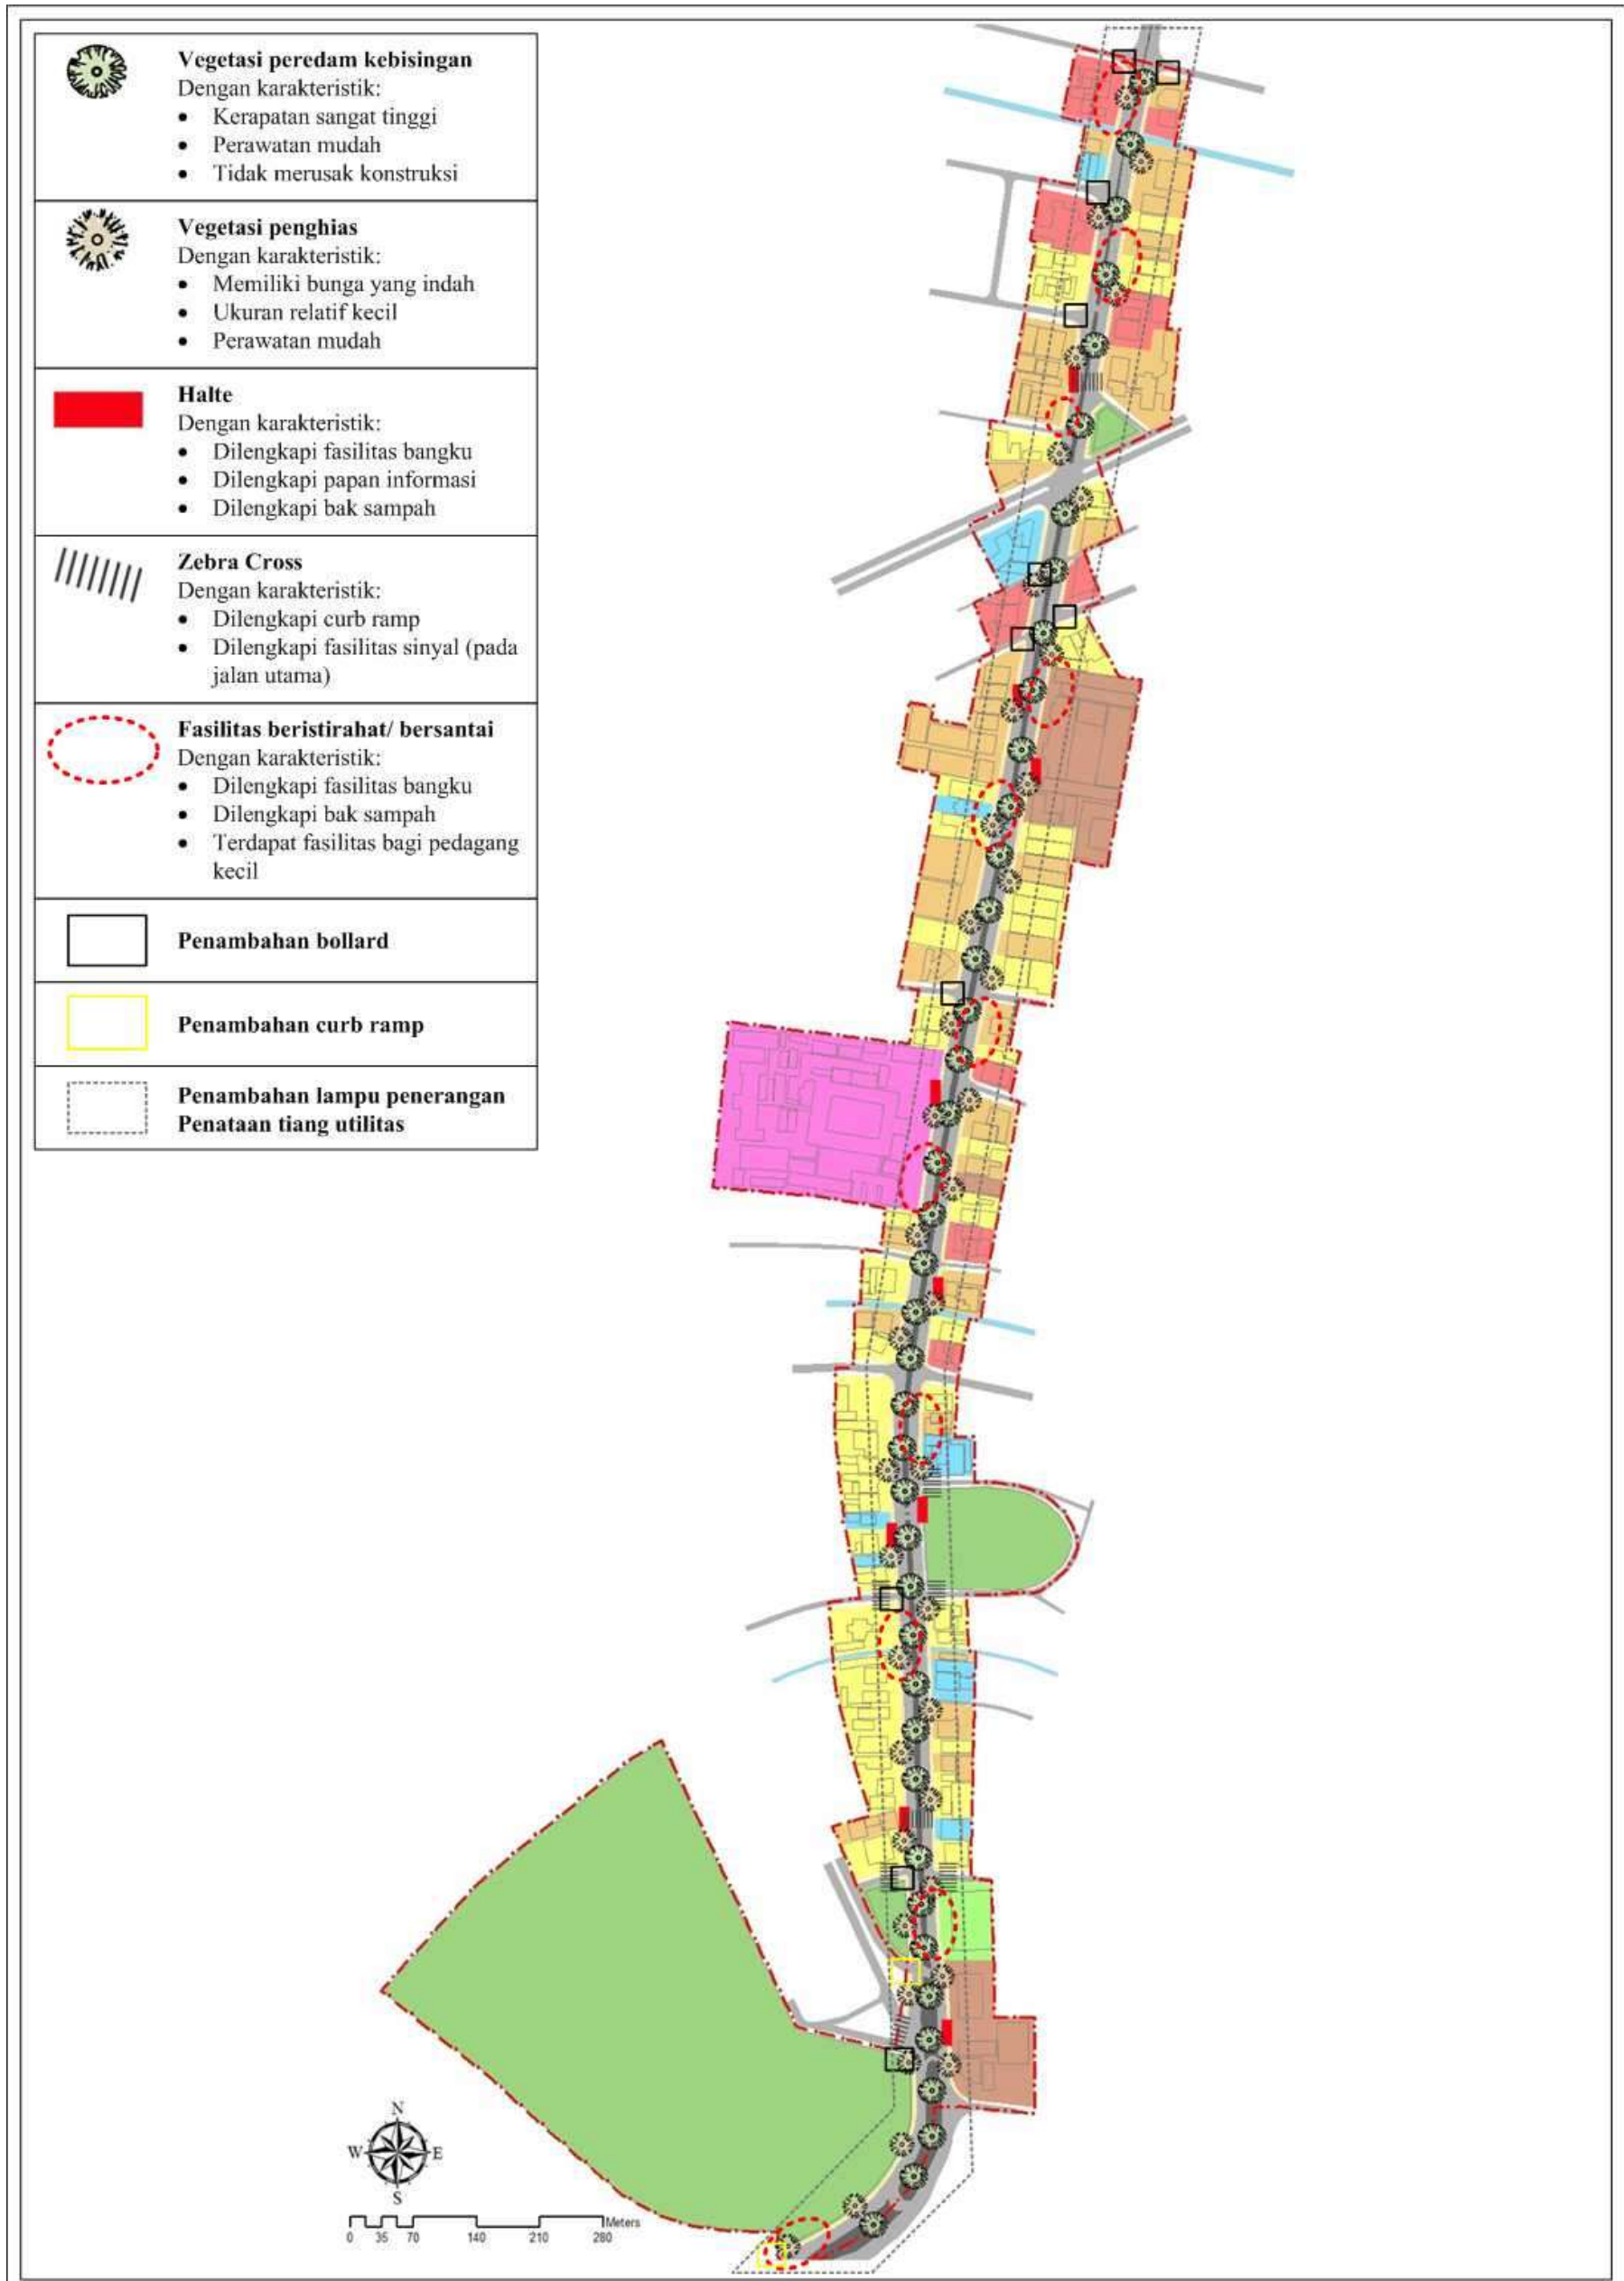 Vegetasi peredam kebisingan
Dengan karakteristik:
• Kerapatan sangat tinggi
• Perawatan mudah
• Tidak merusak konstruksi
Vegetasi penghias
Dengan karakteristik:
• Memiliki bunga yang indah
• Ukuran relatif kecil
• Perawatan mudah
Halte
Dengan karakteristik:
• Dilengkapi fasilitas bangku
• Dilengkapi papan informasi
• Dilengkapi bak sampah
Zebra Cross
Dengan karakteristik:
• Dilengkapi curb ramp
• Dilengkapi fasilitas sinyal (pada
jalan utama)
Fasilitas beristirahat/ bersantai
Dengan karakteristik:
• Dilengkapi fasilitas bangku
• Dilengkapi bak sampah
• Terdapat fasilitas bagi pedagang
kecil
Penambahan bollard
Penambahan curb ramp
Penambahan lampu penerangan
Penataan tiang utilitas
N
W E
S
Meters
0 35 70 140 210 280